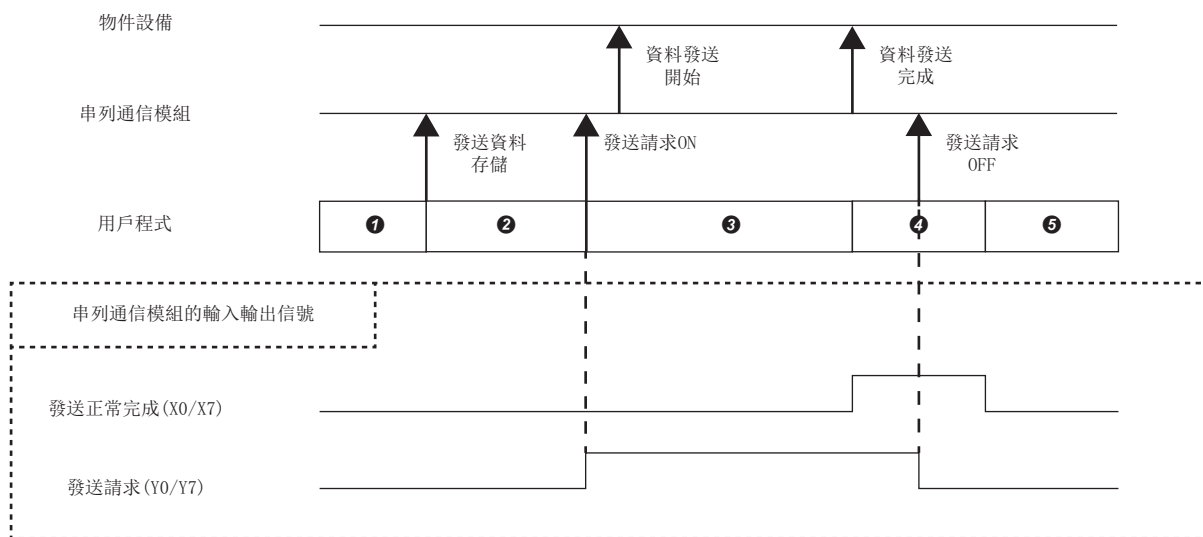 物件設備
資料發送
開始
資料發送
完成
串列通信模組
發送資料
存儲
發送請求ON
發送請求
OFF
用戶程式
❶
❷
❸
❹
❺
串列通信模組的輸入輸出信號
發送正常完成(X0/X7)
發送請求(Y0/Y7)